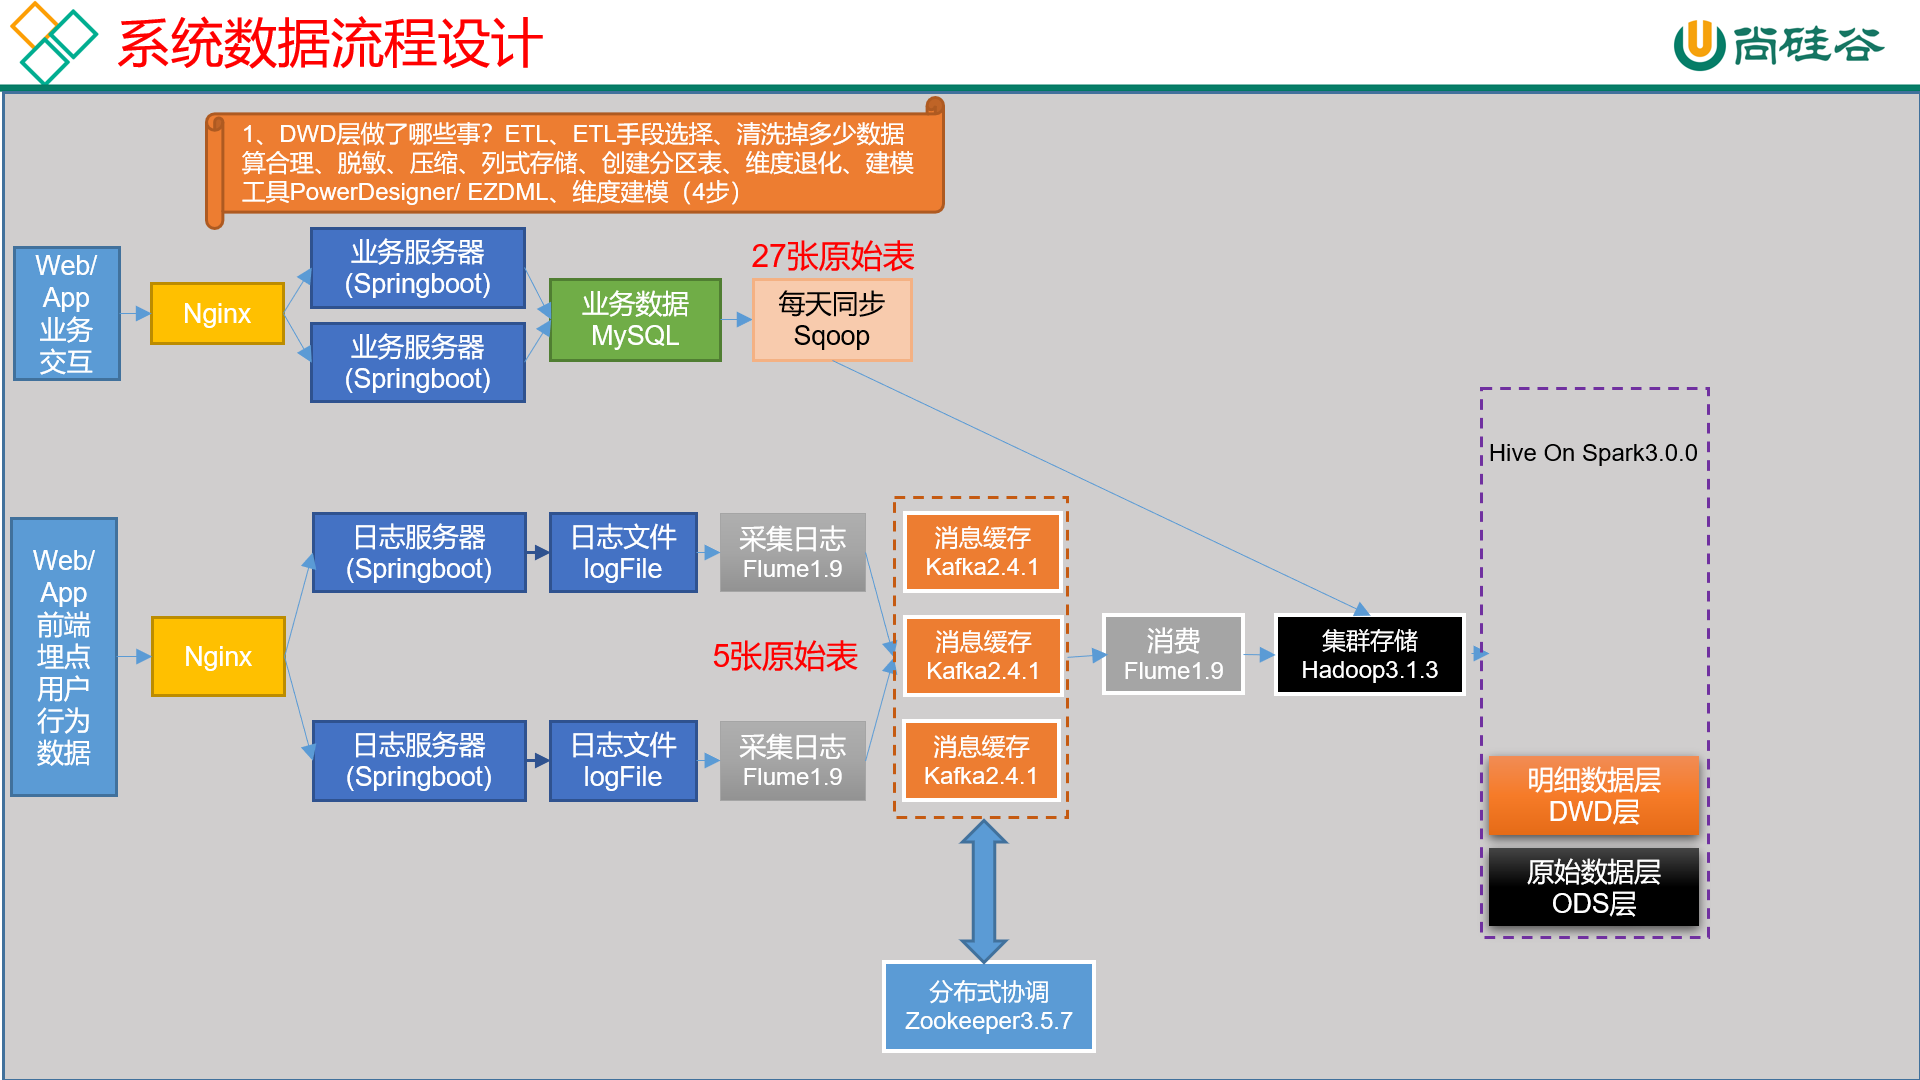 系统数据流程设计
尚硅谷
1、DWD层做了哪些事？ETL、ETL手段选择、清洗掉多少数据
算合理、脱敏、压缩、列式存储、创建分区表、维度退化、建模
工具PowerDesigner/ EZDML、维度建模（4步）
Web/
App
业务
交互
Nginx
业务服务器
(Springboot)
业务服务器
(Springboot)
业务数据
MySQL
27张原始表
每天同步
Sqoop
Hive On Spark3.0.0
Web/
App
前端
埋点
用户
行为
数据
Nginx
日志服务器
(Springboot)
日志文件
logFile
采集日志
Flume1.9
消息缓存
Kafka2.4.1
5张原始表
消息缓存
Kafka2.4.1
消费
Flume1.9
集群存储
Hadoop3.1.3
日志服务器
(Springboot)
日志文件
logFile
采集日志
Flume1.9
消息缓存
Kafka2.4.1
明细数据层
DWD层
原始数据层
ODS层
分布式协调
Zookeeper3.5.7